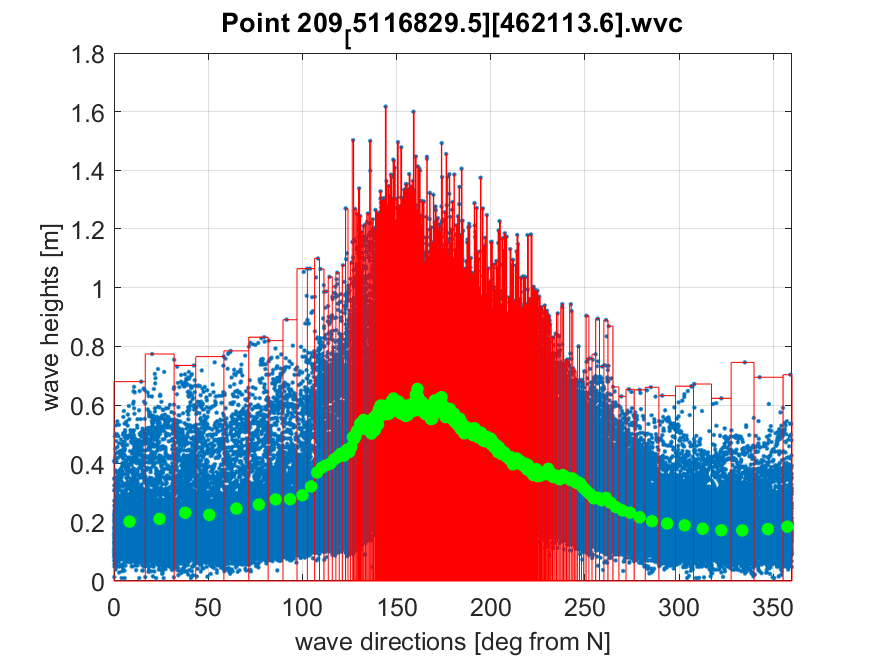 Point 209[5116829.5][462113.6].wvc
1.8
1.6
1.4
1.2
1
0.8
0.6
0.4
0.2
0
wave heights [m]
0 50 100 150 200 250 300 350
wave directions [deg from N]